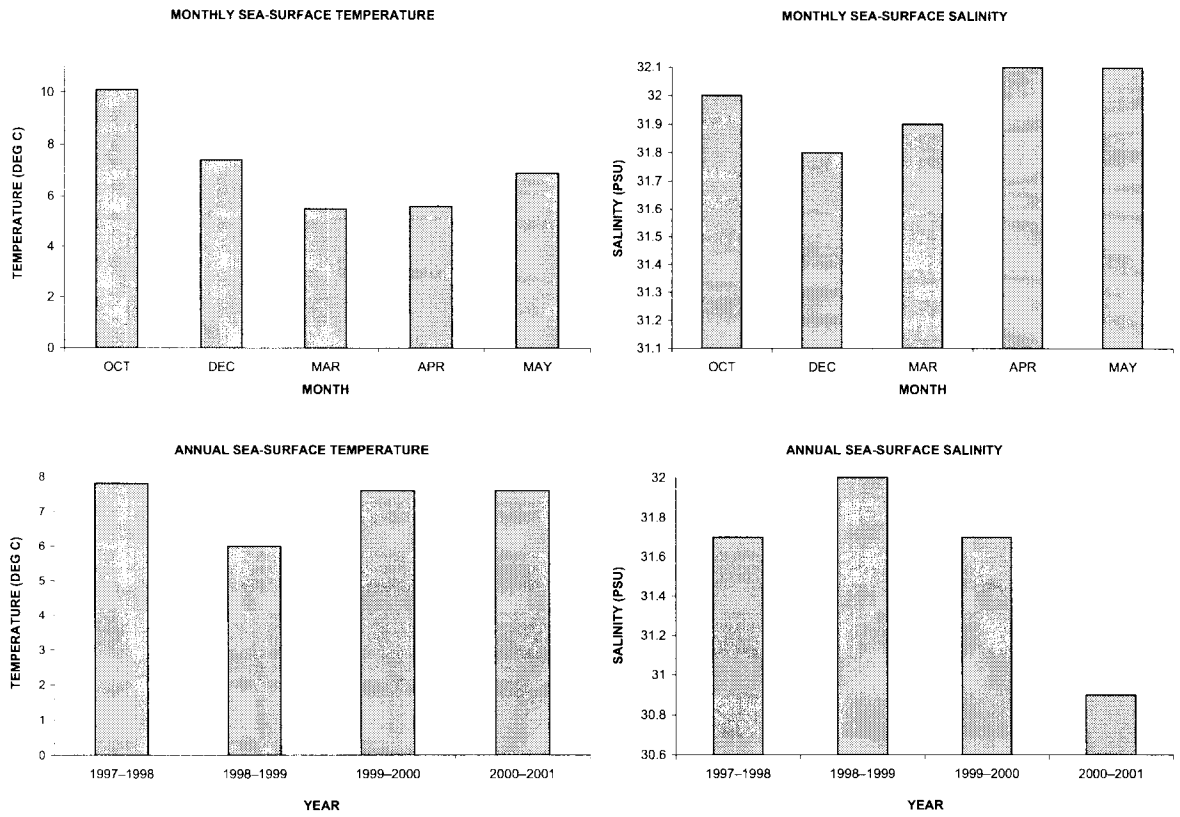 MONTHLY SEA-SURFACE TEMPERATURE
TEMPERATURE (DEG C)
10
8
6
4
2
0
OCT DEC MAR APR MAY
MONTH
MONTHLY SEA-SURFACE SALINITY
SALINITY (PSU)
32.1
32
31.9
31.8
31.7
31.6
31.5
31.4
31.3
31.2
31.1
OCT DEC MAR APR MAY
MONTH
ANNUAL SEA-SURFACE TEMPERATURE
TEMPERATURE (DEG C)
8
7
6
5
4
3
2
1
0
1997–1998 1998–1999 1999–2000 2000–2001
YEAR
ANNUAL SEA-SURFACE SALINITY
SALINITY (PSU)
32
31.8
31.6
31.4
31.2
31
30.8
30.6
1997–1998 1998–1999 1999–2000 2000–2001
YEAR